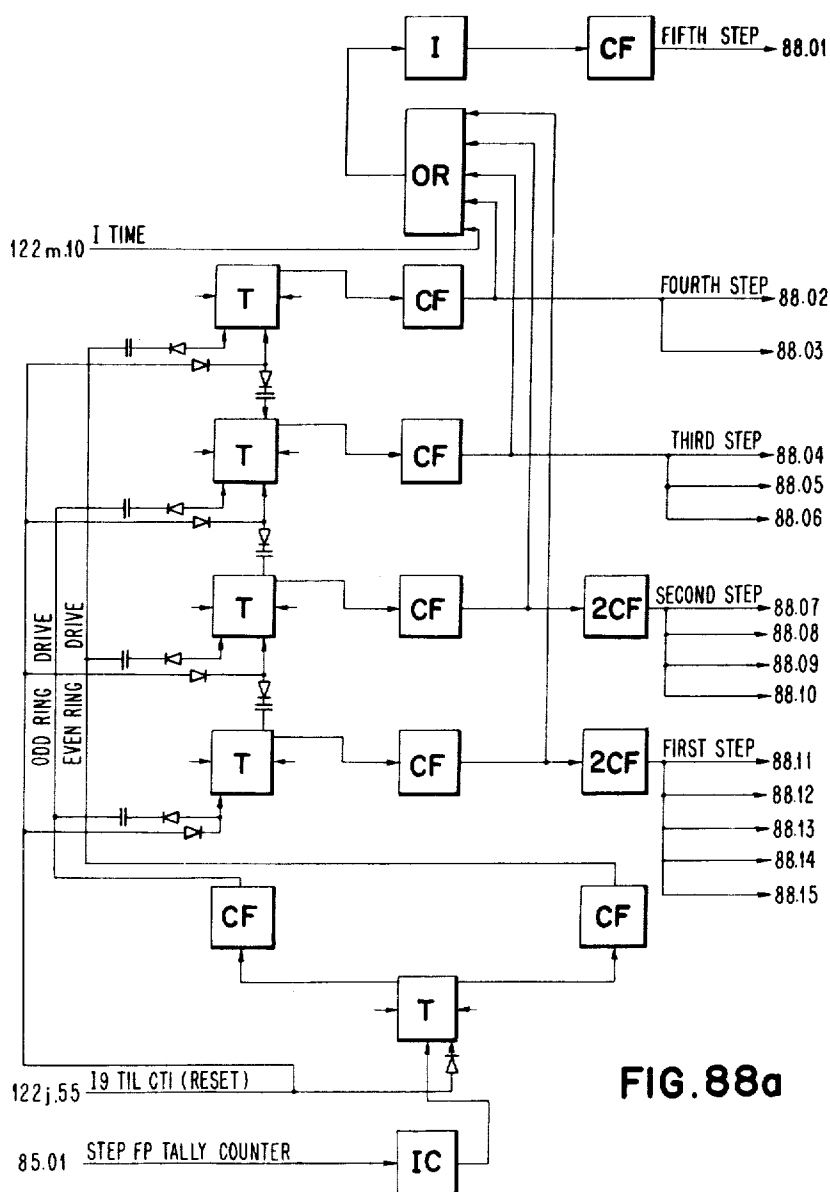 I
CF
FIFTH STEP
88.01
OR
122m.10
I TIME
T
CF
FOURTH STEP
88.02
88.03
T
CF
THIRD STEP
88.04
88.05
88.06
T
CF
2CF
SECOND STEP
88.07
88.08
88.09
88.10
ODD RING DRIVE
EVEN RING DRIVE
T
CF
2CF
FIRST STEP
88.11
88.12
88.13
88.14
88.15
CF
CF
T
122j.55
I9 TIL CTI (RESET)
FIG. 88a
85.01
STEP FP TALLY COUNTER
IC